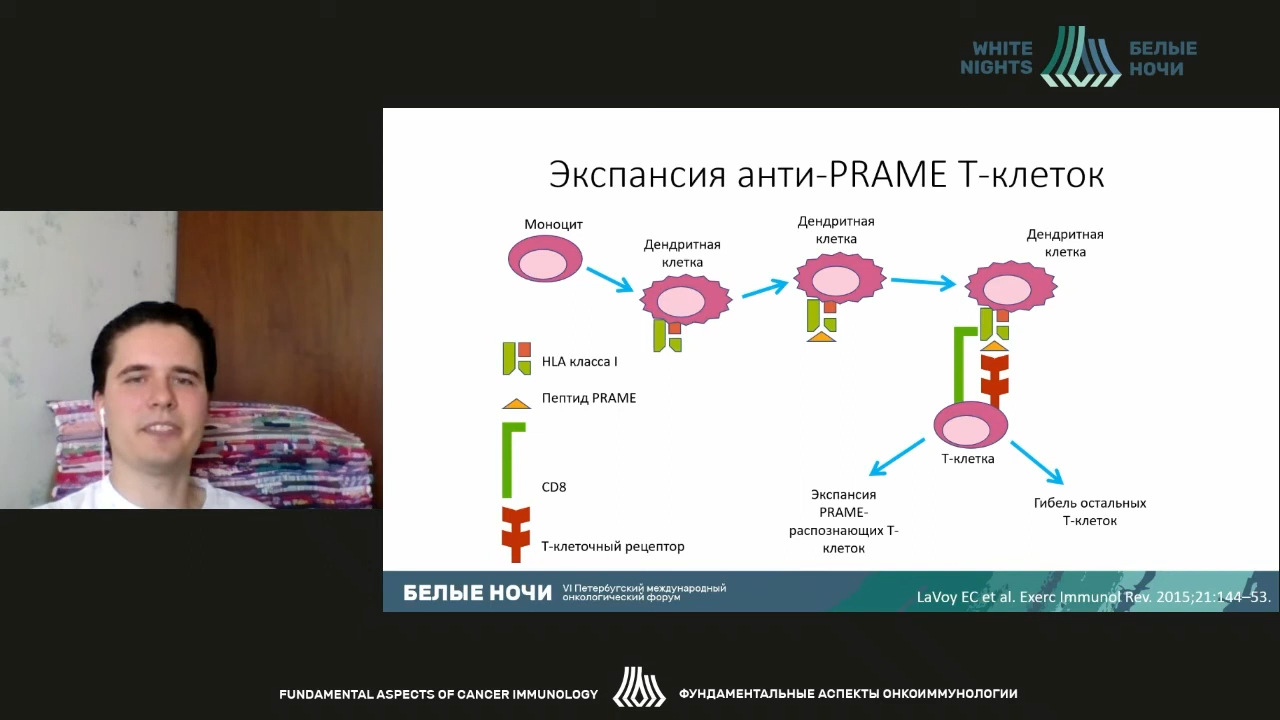 WHITE
NIGHTS
БЕЛЫЕ
НОЧИ
Экспансия анти-PRAME Т-клеток
Моноцит
Дендритная
клетка
Дендритная
клетка
Дендритная
клетка
HLA класса I
Пептид PRAME
CD8
Т-клеточный рецептор
Т-клетка
Экспансия
PRAME-
распознающих Т-
клеток
Гибель остальных
Т-клеток
БЕЛЫЕ НОЧИ
VI Петербугский международный
онкологический форум
LaVoy EC et al. Exerc Immunol Rev. 2015;21:144–53.
FUNDAMENTAL ASPECTS OF CANCER IMMUNOLOGY
ФУНДАМЕНТАЛЬНЫЕ АСПЕКТЫ ОНКОИММУНОЛОГИИ